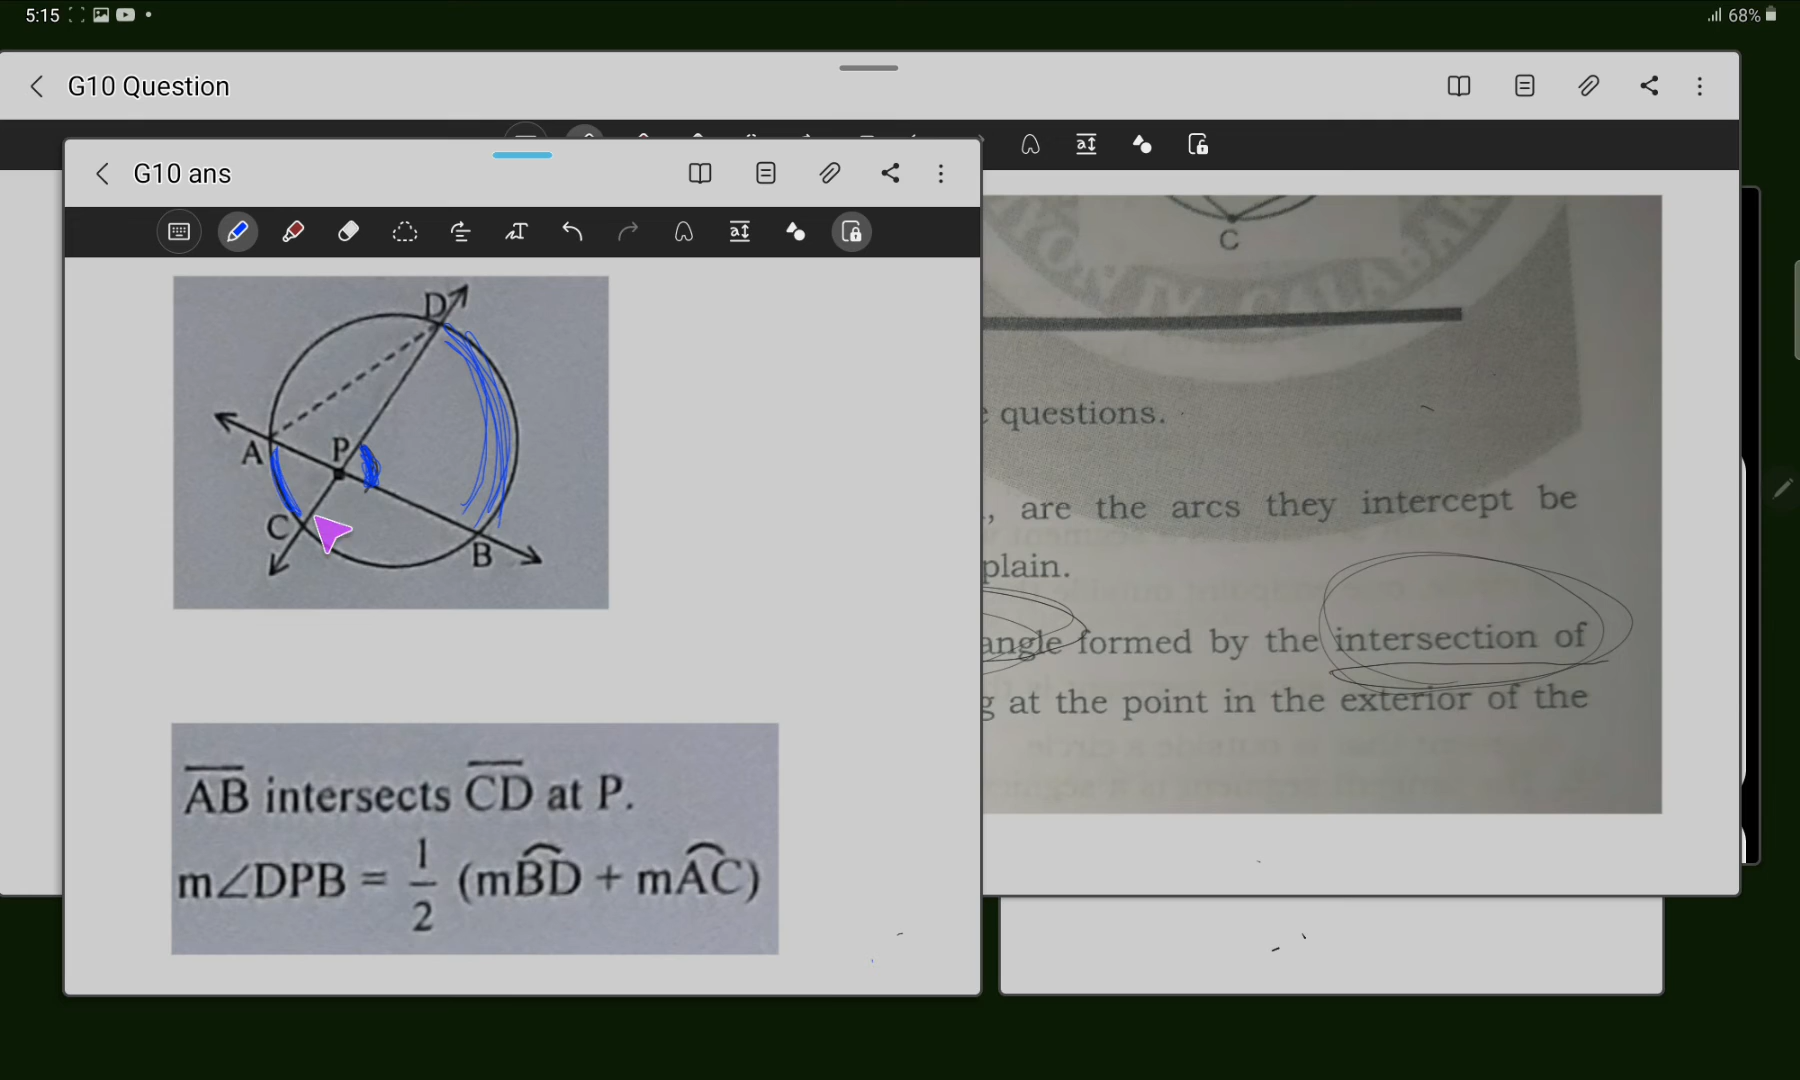 5:15
68%
G10 Question
G10 ans
D
A
P
C
B
AB intersects CD at P.
m∠DPB = 1/2 (mBD + mAC)
C
questions.
, are the arcs they intercept be
plain.
angle formed by the intersection of
g at the point in the exterior of the